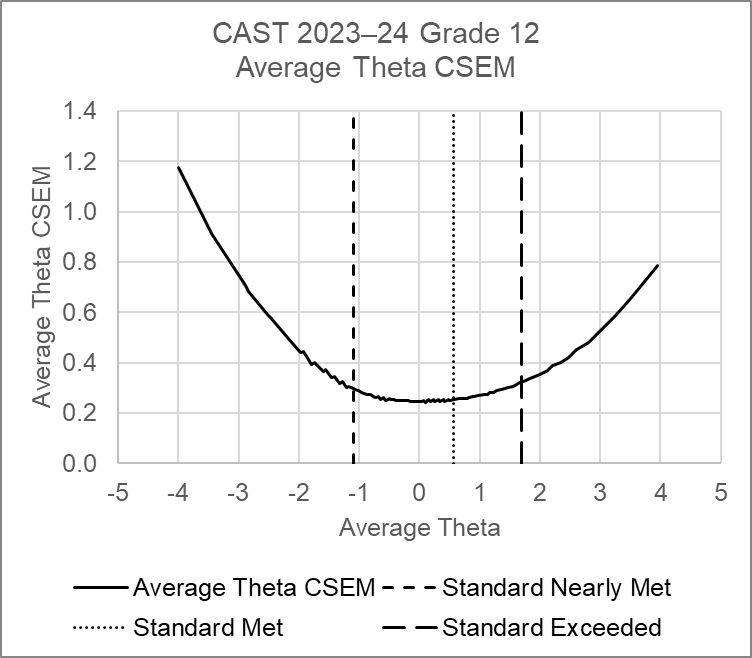 CAST 2023–24 Grade 12
Average Theta CSEM
Average Theta CSEM
1.4
1.2
1.0
0.8
0.6
0.4
0.2
0.0
-5 -4 -3 -2 -1 0 1 2 3 4 5
Average Theta
Average Theta CSEM Standard Nearly Met
Standard Met Standard Exceeded